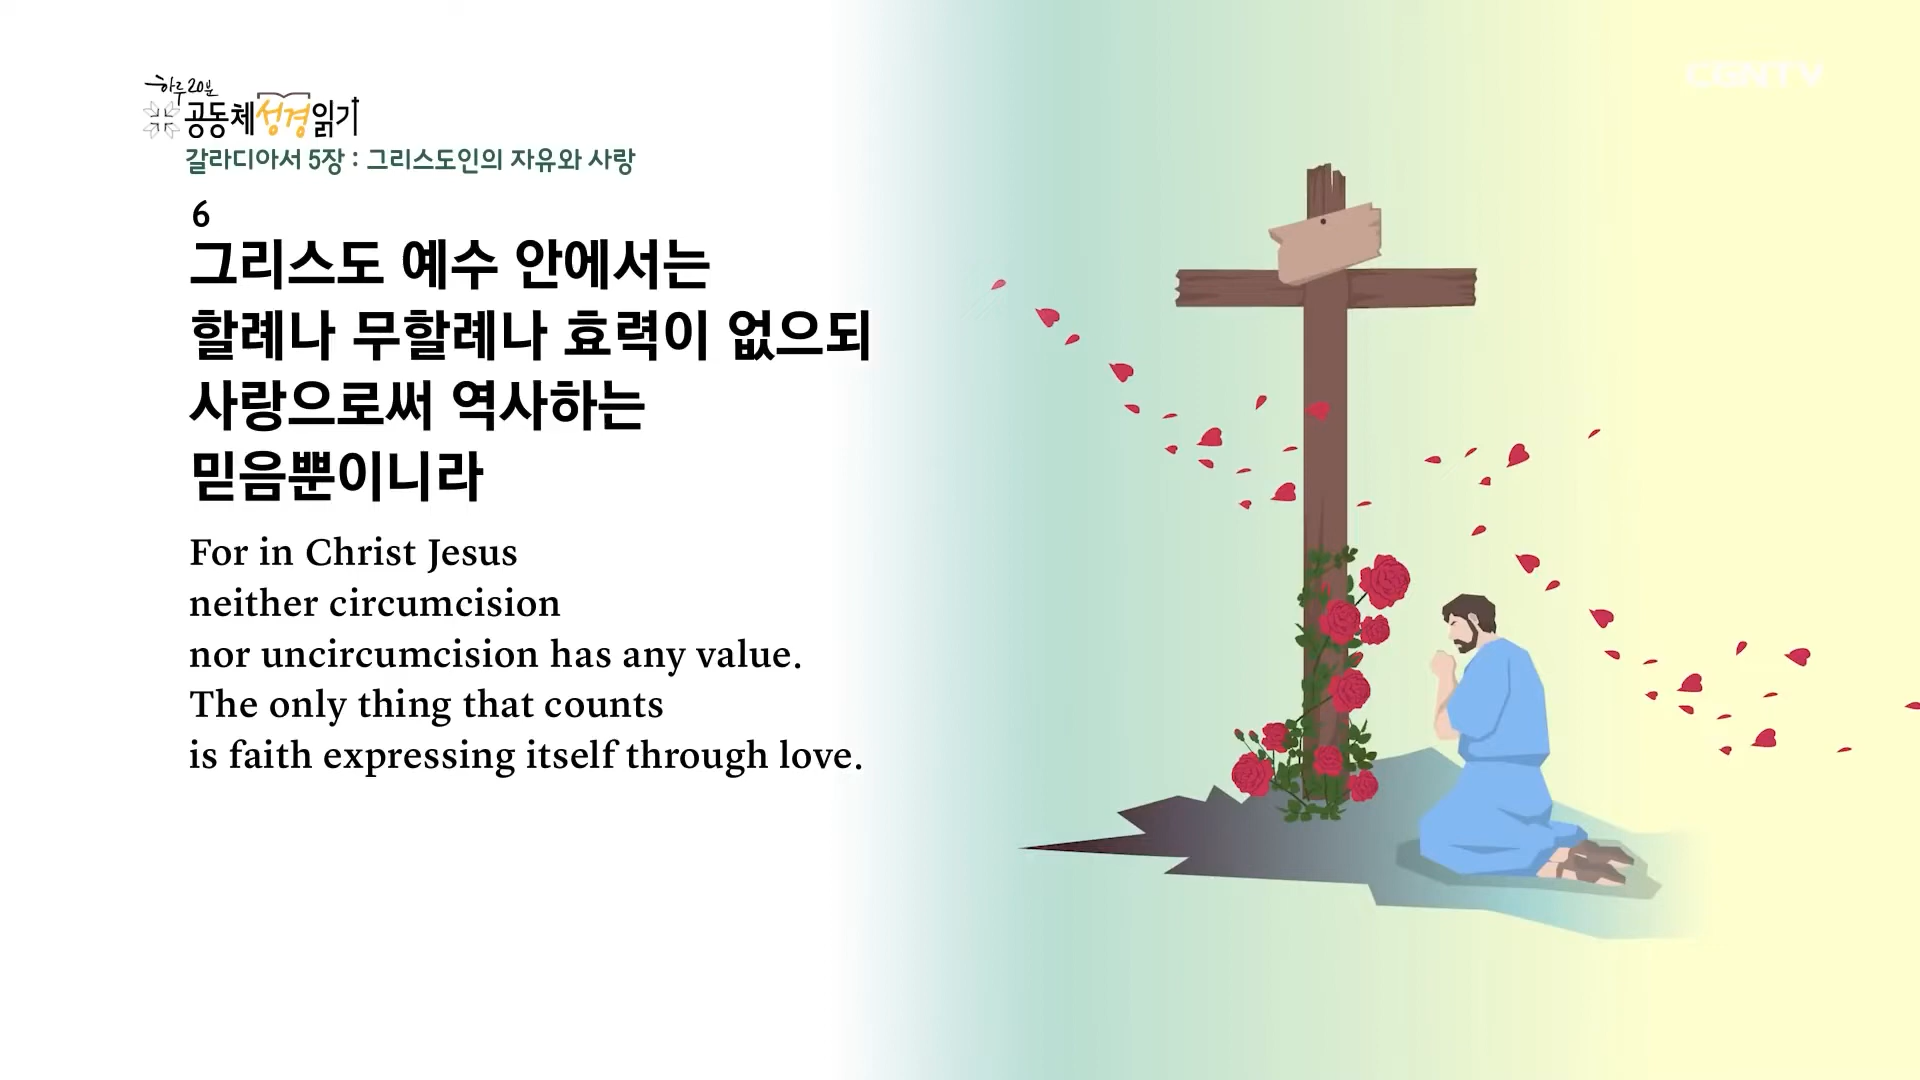 하루 20분
공동체성경읽기
CGNTV
갈라디아서 5장 : 그리스도인의 자유와 사랑
6
그리스도 예수 안에서는
할례나 무할례나 효력이 없으되
사랑으로써 역사하는
믿음뿐이니라
For in Christ Jesus
neither circumcision
nor uncircumcision has any value.
The only thing that counts
is faith expressing itself through love.